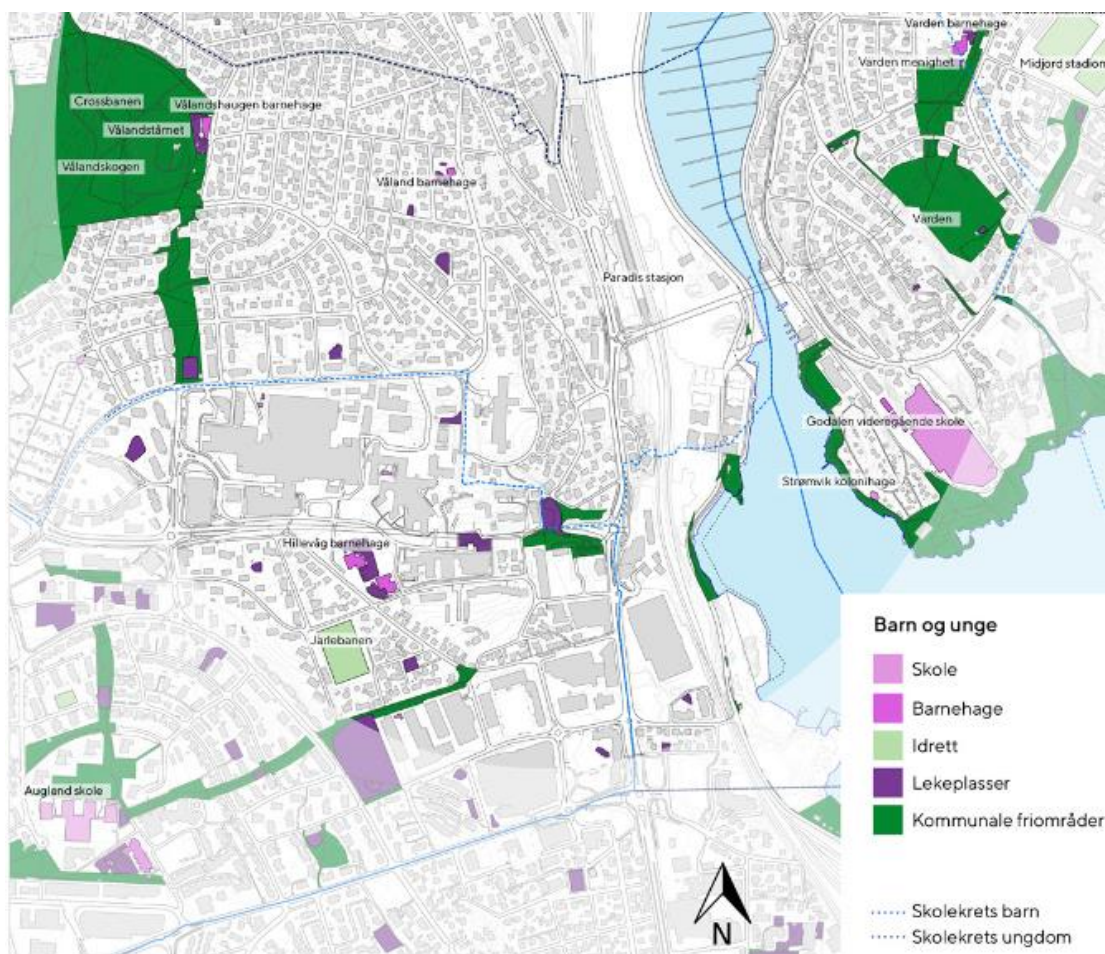 Varden barnehage
Varden menighet
Midjord stadion
Crossbanen
Vålandshaugen barnehage
Vålandstårnet
Vålandskogen
Våland barnehage
Varden
Paradis stasjon
Godalen videregående skole
Strømvik kolonihage
Hillevåg barnehage
Jarlebanen
Augland skole
Barn og unge
Skole
Barnehage
Idrett
Lekeplasser
Kommunale friområder
Skolekrets barn
Skolekrets ungdom
N